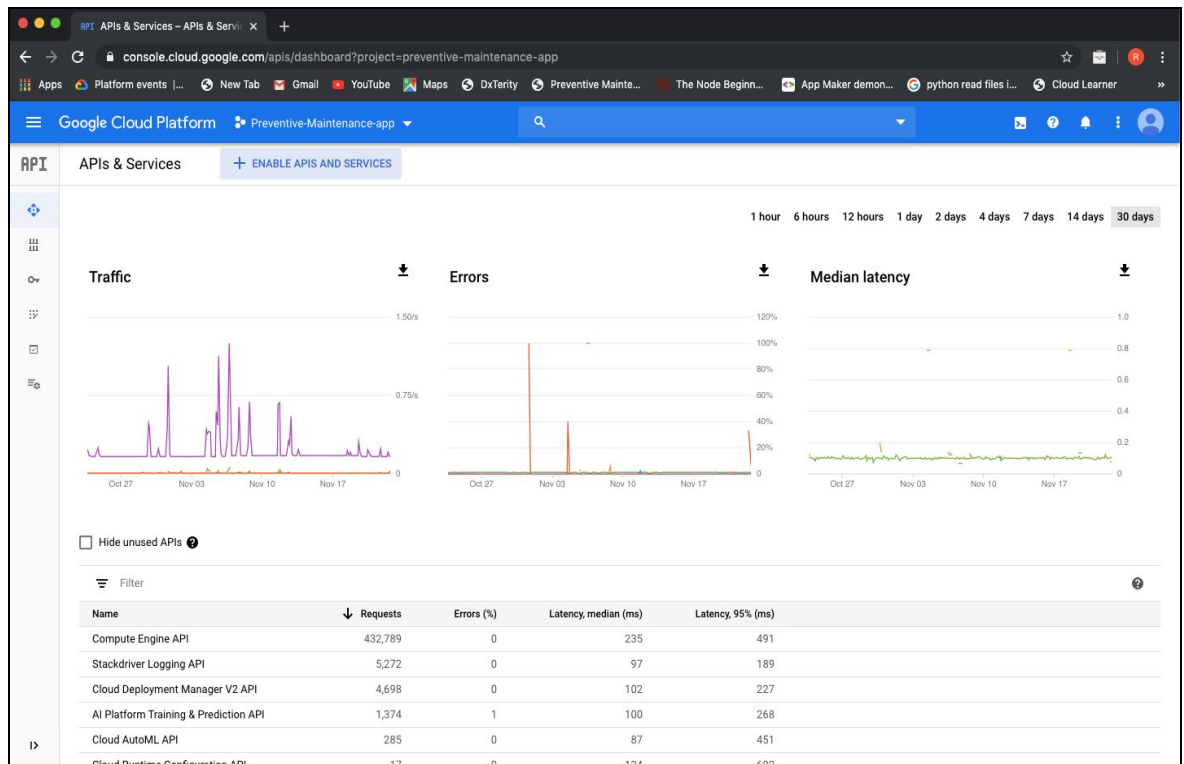 API APIs & Services – APIs & Servic × +
console.cloud.google.com/apis/dashboard?project=preventive-maintenance-app R
Apps Platform events |... New Tab Gmail YouTube Maps DxTerity Preventive Mainte... The Node Beginn... App Maker demon... python read files i... Cloud Learner »
Google Cloud Platform Preventive-Maintenance-app
API APIs & Services + ENABLE APIS AND SERVICES
1 hour 6 hours 12 hours 1 day 2 days 4 days 7 days 14 days 30 days
Traffic Errors Median latency
1.50/s 120% 1.0
100%
0.8
80%
0.6
0.75/s 60%
0.4
40%
0.2
20%
0 0 0
Oct 27 Nov 03 Nov 10 Nov 17 Oct 27 Nov 03 Nov 10 Nov 17 Oct 27 Nov 03 Nov 10 Nov 17
Hide unused APIs ?
Filter ?
Name Requests Errors (%) Latency, median (ms) Latency, 95% (ms)
Compute Engine API 432,789 0 235 491
Stackdriver Logging API 5,272 0 97 189
Cloud Deployment Manager V2 API 4,698 0 102 227
AI Platform Training & Prediction API 1,374 1 100 268
Cloud AutoML API 285 0 87 451
Cloud Runtime Configuration API 17 0